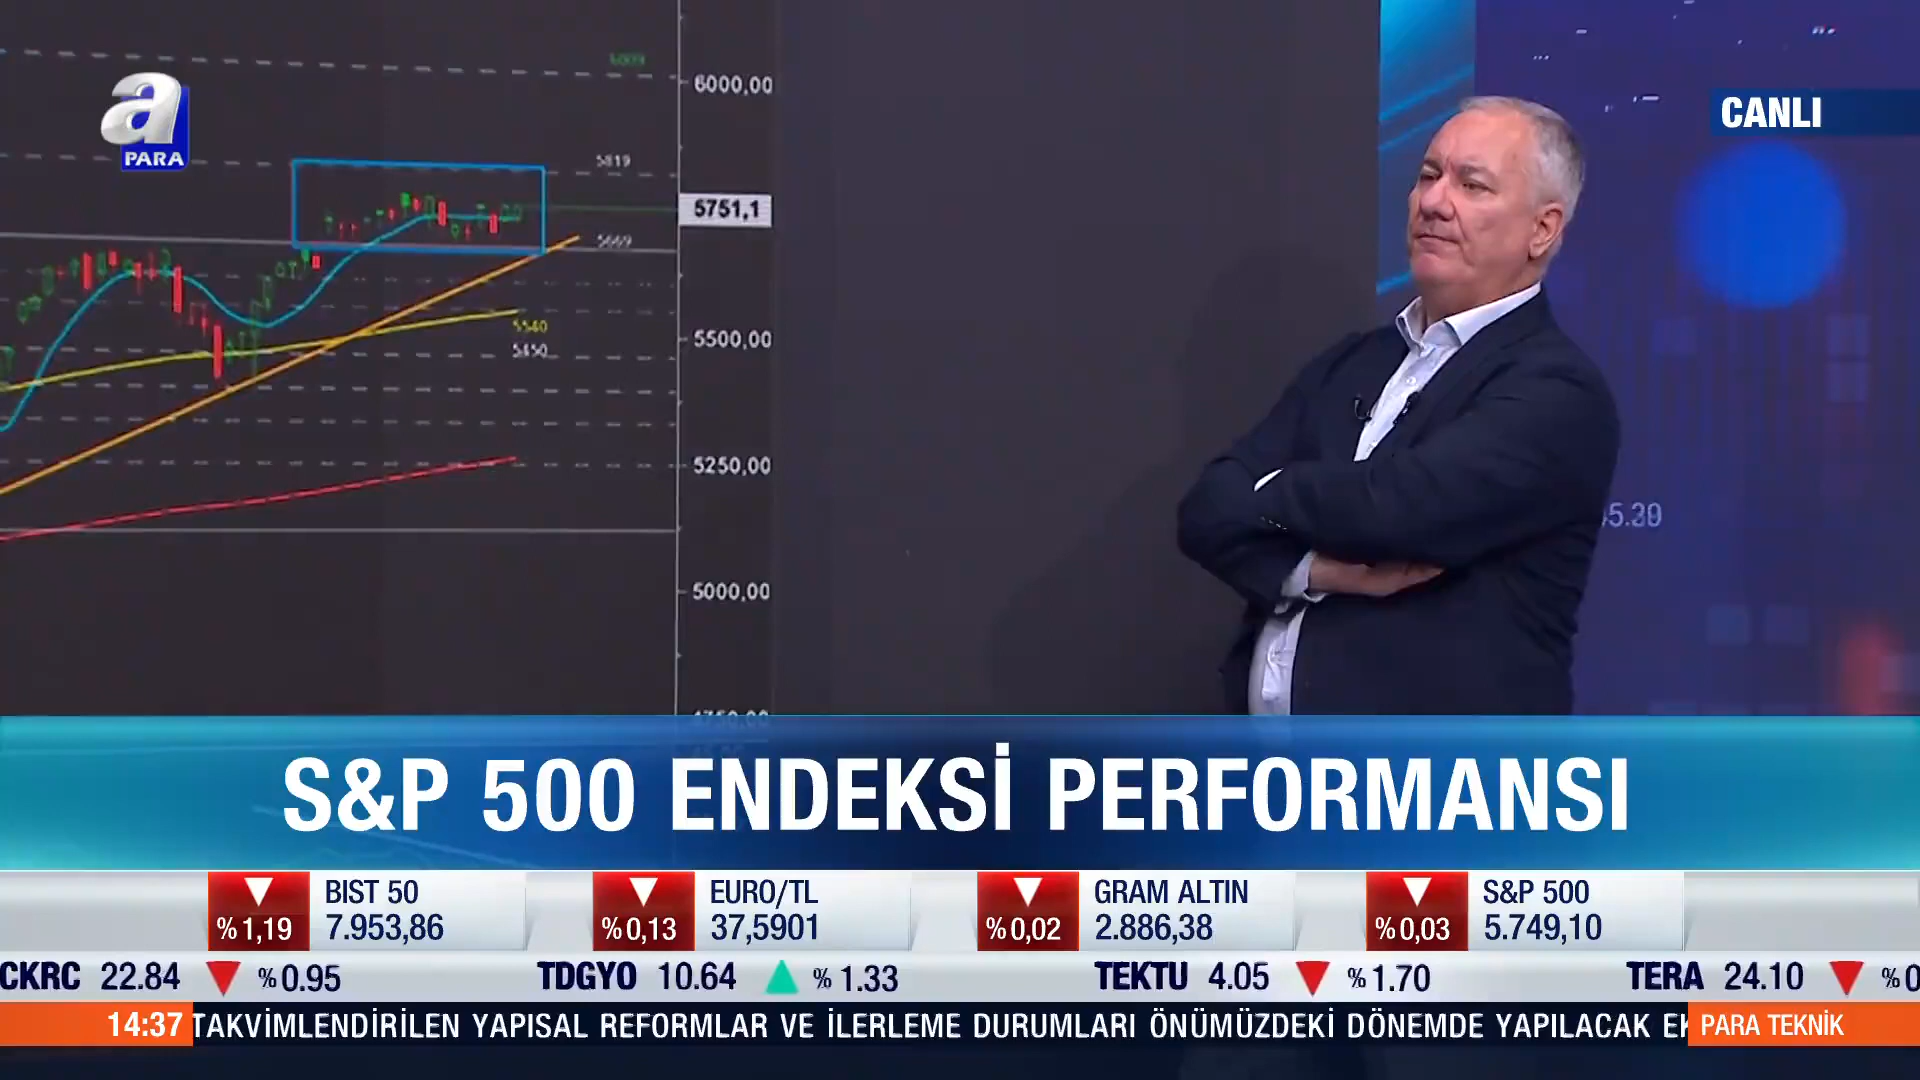 a
PARA
CANLI
6009
6000,00
5819
5751,1
5669
5500,00
5540
5450
5250,00
5000,00
S&P 500 ENDEKSİ PERFORMANSI
%1,19 BIST 50 7.953,86
%0,13 EURO/TL 37,5901
%0,02 GRAM ALTIN 2.886,38
%0,03 S&P 500 5.749,10
CKRC 22.84 %0.95 TDGYO 10.64 %1.33 TEKTU 4.05 %1.70 TERA 24.10 %0
14:37 TAKVİMLENDİRİLEN YAPISAL REFORMLAR VE İLERLEME DURUMLARI ÖNÜMÜZDEKİ DÖNEMDE YAPILACAK PARA TEKNİK